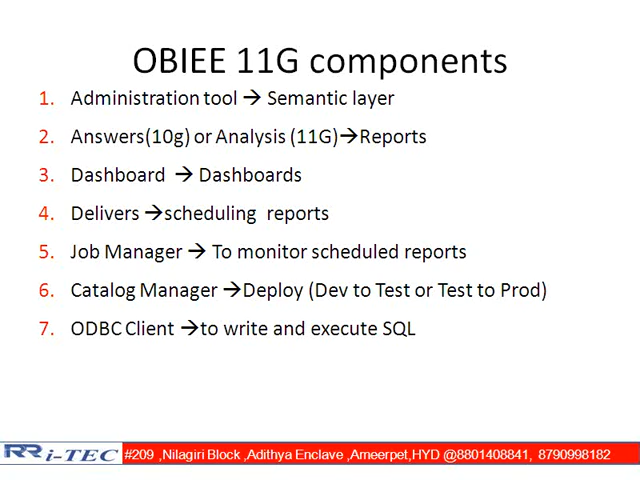 OBIEE 11G components
1. Administration tool → Semantic layer
2. Answers(10g) or Analysis (11G)→Reports
3. Dashboard → Dashboards
4. Delivers →scheduling reports
5. Job Manager → To monitor scheduled reports
6. Catalog Manager →Deploy (Dev to Test or Test to Prod)
7. ODBC Client →to write and execute SQL
RR i-TEC #209 ,Nilagiri Block ,Adithya Enclave ,Ameerpet,HYD @8801408841, 8790998182